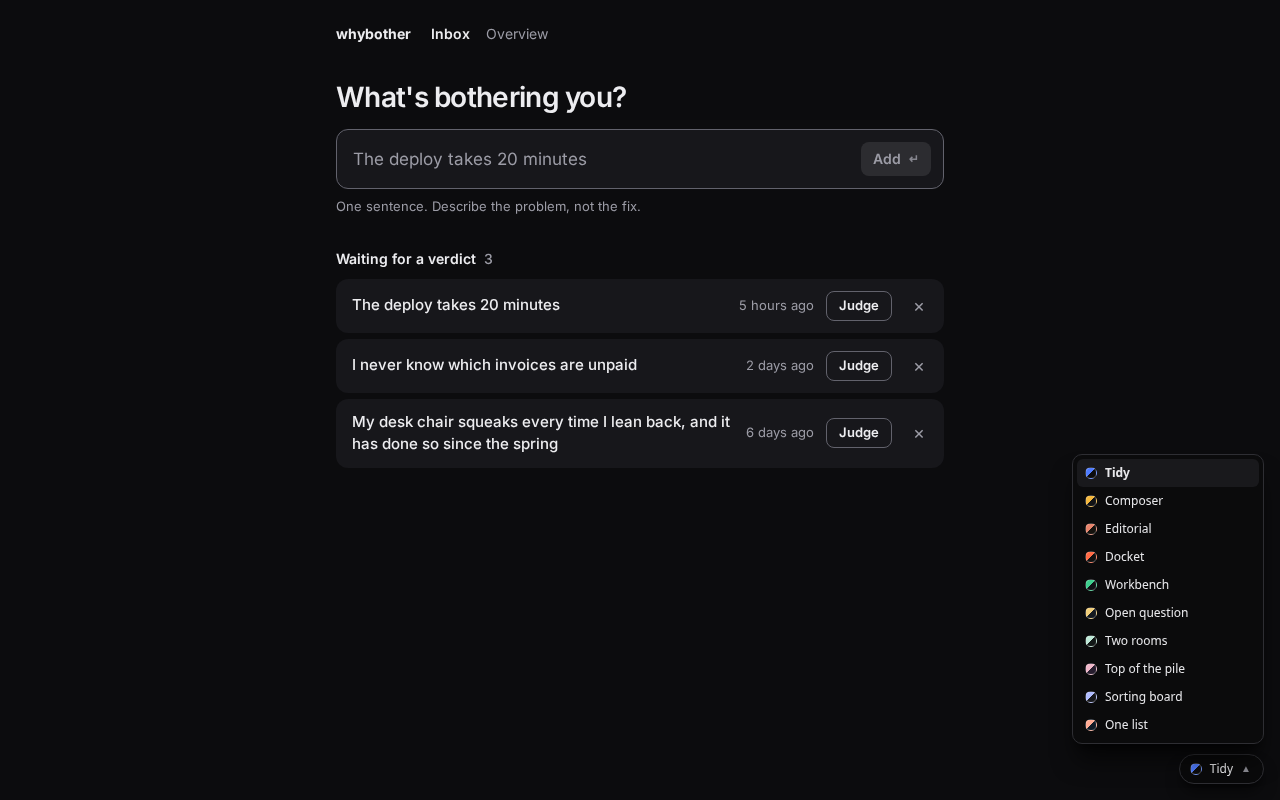 whybother Inbox Overview
What's bothering you?
The deploy takes 20 minutes Add ↵
One sentence. Describe the problem, not the fix.
Waiting for a verdict 3
The deploy takes 20 minutes 5 hours ago Judge ×
I never know which invoices are unpaid 2 days ago Judge ×
My desk chair squeaks every time I lean back, and it
has done so since the spring 6 days ago Judge ×
Tidy
Composer
Editorial
Docket
Workbench
Open question
Two rooms
Top of the pile
Sorting board
One list
Tidy ▲